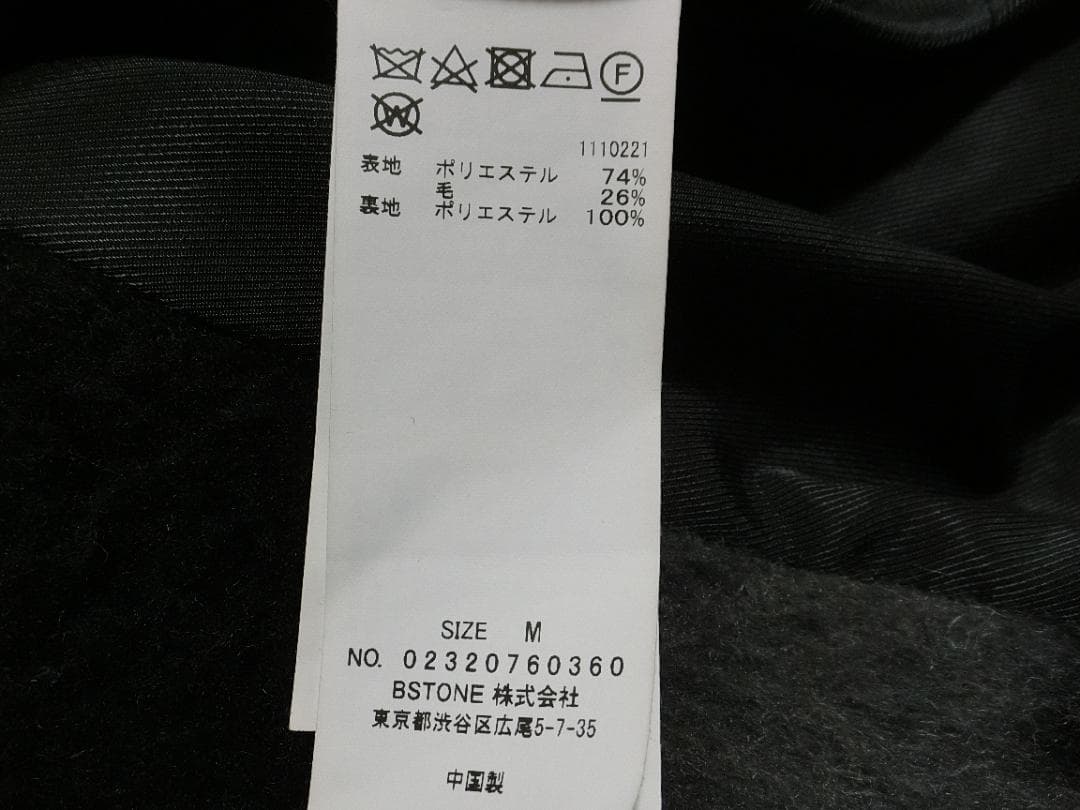 F
W
1110221
表地 ポリエステル 74%
毛 26%
裏地 ポリエステル 100%
SIZE M
NO. 02320760360
BSTONE 株式会社
東京都渋谷区広尾5-7-35
中国製